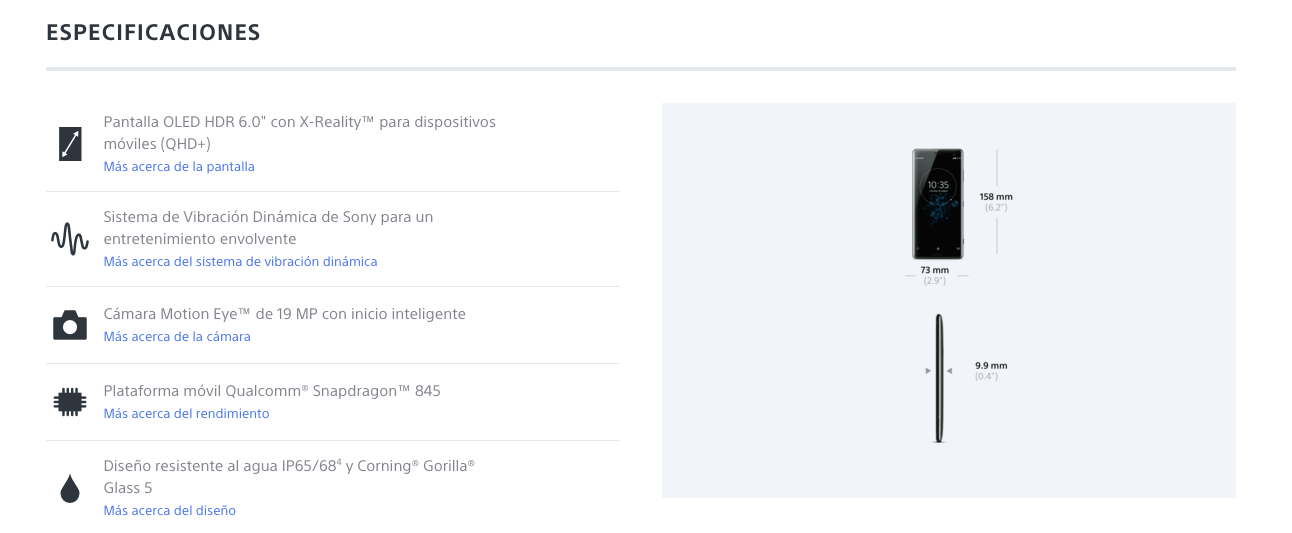 ESPECIFICACIONES
Pantalla OLED HDR 6.0" con X-Reality™ para dispositivos
móviles (QHD+)
Más acerca de la pantalla
Sistema de Vibración Dinámica de Sony para un
entretenimiento envolvente
Más acerca del sistema de vibración dinámica
Cámara Motion Eye™ de 19 MP con inicio inteligente
Más acerca de la cámara
Plataforma móvil Qualcomm® Snapdragon™ 845
Más acerca del rendimiento
Diseño resistente al agua IP65/68⁴ y Corning® Gorilla®
Glass 5
Más acerca del diseño
10:35
158 mm
(6.2")
73 mm
(2.9")
9.9 mm
(0.4")